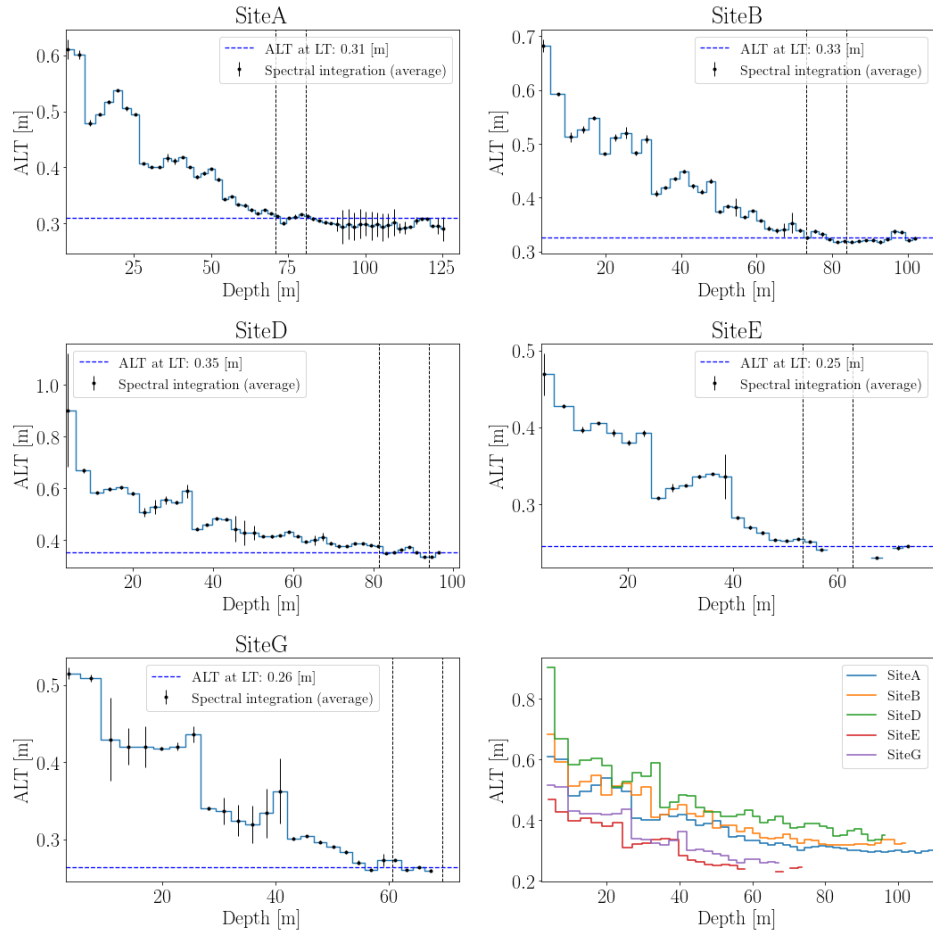 SiteA
ALT at LT: 0.31 [m]
Spectral integration (average)
ALT [m]
0.6
0.5
0.4
0.3
25
50
75
100
125
Depth [m]
SiteB
ALT at LT: 0.33 [m]
Spectral integration (average)
ALT [m]
0.7
0.6
0.5
0.4
0.3
20
40
60
80
100
Depth [m]
SiteD
ALT at LT: 0.35 [m]
Spectral integration (average)
ALT [m]
1.0
0.8
0.6
0.4
20
40
60
80
100
Depth [m]
SiteE
ALT at LT: 0.25 [m]
Spectral integration (average)
ALT [m]
0.5
0.4
0.3
20
40
60
Depth [m]
SiteG
ALT at LT: 0.26 [m]
Spectral integration (average)
ALT [m]
0.5
0.4
0.3
20
40
60
Depth [m]
SiteA
SiteB
SiteD
SiteE
SiteG
ALT [m]
0.8
0.6
0.4
0.2
20
40
60
80
100
Depth [m]